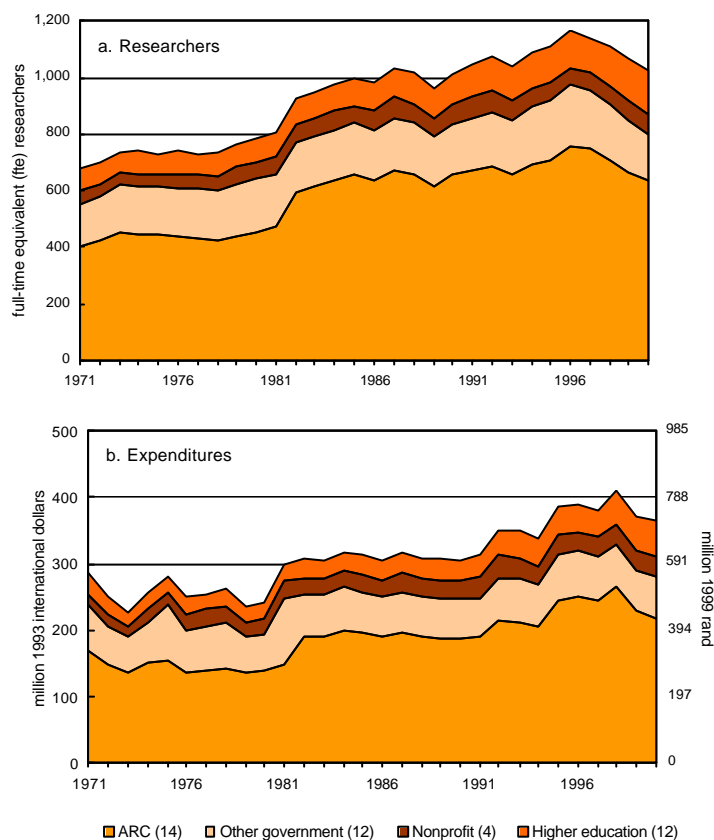 a. Researchers
full-time equivalent (fte) researchers
1,200
1,000
800
600
400
200
0
1971 1976 1981 1986 1991 1996
b. Expenditures
million 1993 international dollars
500
400
300
200
100
0
985
788
591
394
197
0
million 1999 rand
1971 1976 1981 1986 1991 1996
ARC (14) Other government (12) Nonprofit (4) Higher education (12)